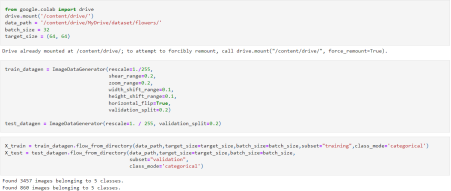 from google.colab import drive
drive.mount('/content/drive/')
data_path = '/content/drive/MyDrive/dataset/flowers/'
batch_size = 32
target_size = (64, 64)
Drive already mounted at /content/drive/; to attempt to forcibly remount, call drive.mount("/content/drive/", force_remount=True).
train_datagen = ImageDataGenerator(rescale=1./255,
shear_range=0.2,
zoom_range=0.2,
width_shift_range=0.1,
height_shift_range=0.1,
horizontal_flip=True,
validation_split=0.2)
test_datagen = ImageDataGenerator(rescale=1. / 255, validation_split=0.2)
X_train = train_datagen.flow_from_directory(data_path,target_size=target_size,batch_size=batch_size,subset="training",class_mode='categorical')
X_test = test_datagen.flow_from_directory(data_path,target_size=target_size,batch_size=batch_size,
subset="validation",
class_mode='categorical')
Found 3457 images belonging to 5 classes.
Found 860 images belonging to 5 classes.